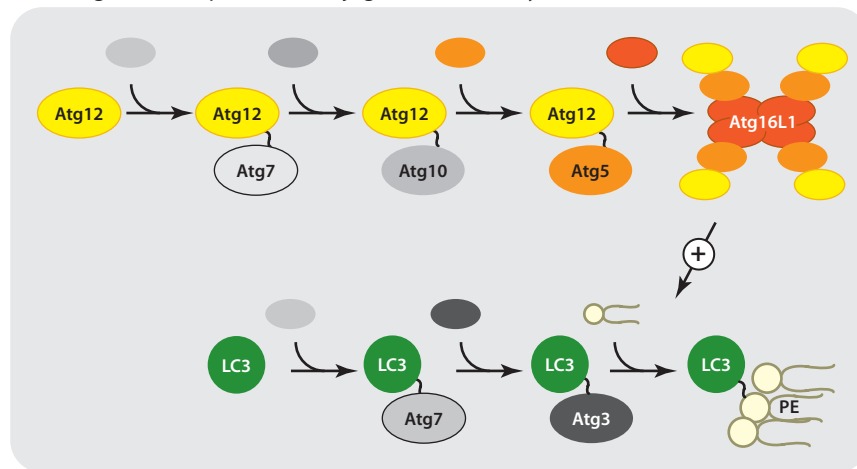 Atg12
Atg12
Atg12
Atg12
Atg16L1
Atg7
Atg10
Atg5
+
LC3
LC3
LC3
LC3
Atg7
Atg3
PE